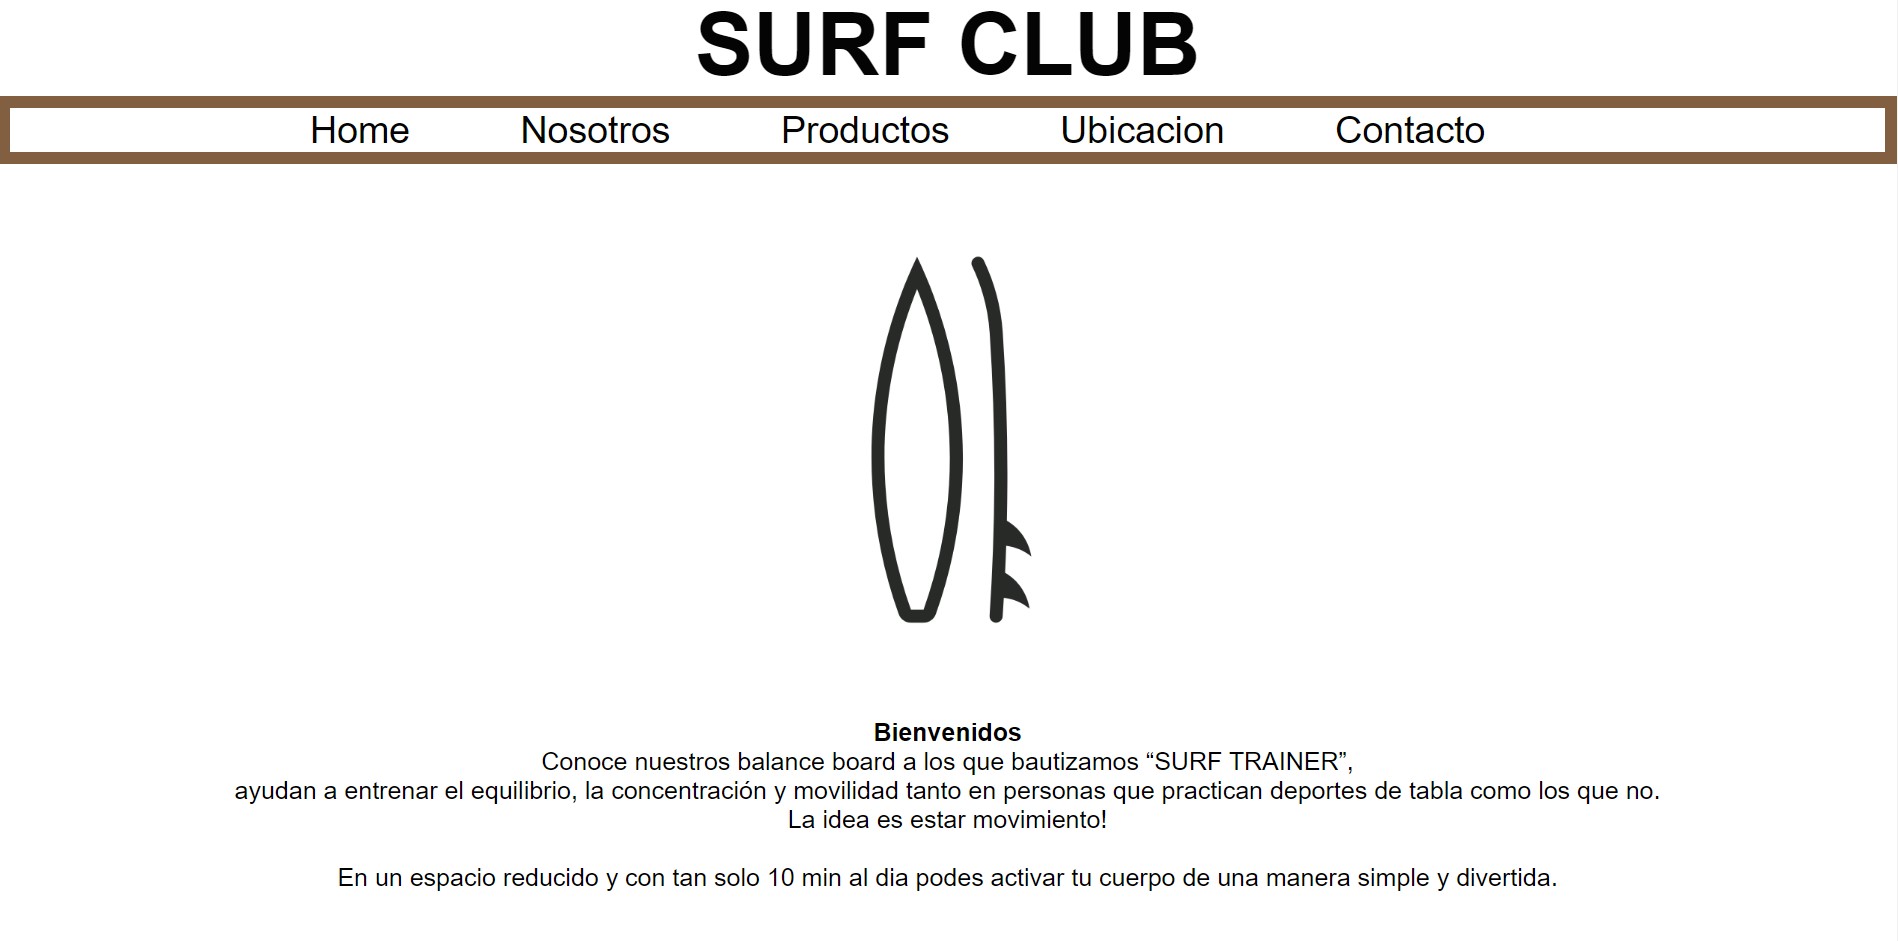 SURF CLUB
Home Nosotros Productos Ubicacion Contacto
Bienvenidos
Conoce nuestros balance board a los que bautizamos “SURF TRAINER”,
ayudan a entrenar el equilibrio, la concentración y movilidad tanto en personas que practican deportes de tabla como los que no.
La idea es estar movimiento!
En un espacio reducido y con tan solo 10 min al dia podes activar tu cuerpo de una manera simple y divertida.